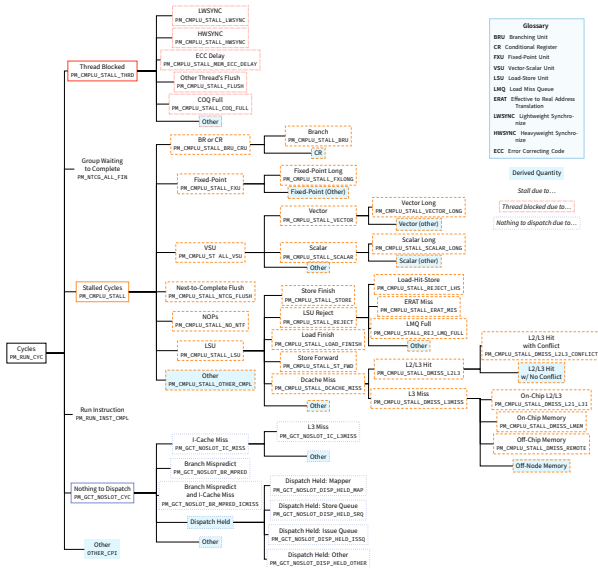 LWSYNC
PM_CMPLU_STALL_LWSYNC
HWSYNC
PM_CMPLU_STALL_HWSYNC
ECC Delay
PM_CMPLU_STALL_MEM_ECC_DELAY
Thread Blocked
PM_CMPLU_STALL_THRD
Other Thread's Flush
PM_CMPLU_STALL_FLUSH
COQ Full
PM_CMPLU_STALL_COQ_FULL
Other
Group Waiting
to Complete
PM_NTCG_ALL_FIN
BR or CR
PM_CMPLU_STALL_BRU_CRU
Branch
PM_CMPLU_STALL_BRU
CR
Fixed-Point
PM_CMPLU_STALL_FXU
Fixed-Point Long
PM_CMPLU_STALL_FXLONG
Fixed-Point (Other)
VSU
PM_CMPLU_ST ALL_VSU
Vector
PM_CMPLU_STALL_VECTOR
Vector Long
PM_CMPLU_STALL_VECTOR_LONG
Vector (other)
Scalar
PM_CMPLU_STALL_SCALAR
Scalar Long
PM_CMPLU_STALL_SCALAR_LONG
Scalar (other)
Other
Stalled Cycles
PM_CMPLU_STALL
Next-to-Complete Flush
PM_CMPLU_STALL_NTCG_FLUSH
NOPs
PM_CMPLU_STALL_NO_NTF
LSU
PM_CMPLU_STALL_LSU
Other
PM_CMPLU_STALL_OTHER_CMPL
Store Finish
PM_CMPLU_STALL_STORE
LSU Reject
PM_CMPLU_STALL_REJECT
Load-Hit-Store
PM_CMPLU_STALL_REJECT_LHS
ERAT Miss
PM_CMPLU_STALL_ERAT_MIS
LMQ Full
PM_CMPLU_STALL_REJ_LMQ_FULL
Other
Load Finish
PM_CMPLU_STALL_LOAD_FINISH
Store Forward
PM_CMPLU_STALL_ST_FWD
Dcache Miss
PM_CMPLU_STALL_DCACHE_MISS
Other
L2/L3 Hit
PM_CMPLU_STALL_DMISS_L2L3
L2/L3 Hit
with Conflict
PM_CMPLU_STALL_DMISS_L2L3_CONFLICT
L2/L3 Hit
w/ No Conflict
L3 Miss
PM_CMPLU_STALL_DMISS_L3MISS
On-Chip L2/L3
PM_CMPLU_STALL_DMISS_L21_L31
On-Chip Memory
PM_CMPLU_STALL_DMISS_LMEM
Off-Chip Memory
PM_CMPLU_STALL_DMISS_REMOTE
Off-Node Memory
Cycles
PM_RUN_CYC
Run Instruction
PM_RUN_INST_CMPL
Nothing to Dispatch
PM_GCT_NOSLOT_CYC
I-Cache Miss
PM_GCT_NOSLOT_IC_MISS
L3 Miss
PM_GCT_NOSLOT_IC_L3MISS
Other
Branch Mispredict
PM_GCT_NOSLOT_BR_MPRED
Branch Mispredict
and I-Cache Miss
PM_GCT_NOSLOT_BR_MPRED_ICMISS
Dispatch Held
Dispatch Held: Mapper
PM_GCT_NOSLOT_DISP_HELD_MAP
Dispatch Held: Store Queue
PM_GCT_NOSLOT_DISP_HELD_SRQ
Dispatch Held: Issue Queue
PM_GCT_NOSLOT_DISP_HELD_ISSQ
Dispatch Held: Other
PM_GCT_NOSLOT_DISP_HELD_OTHER
Other
Other
OTHER_CPI
Glossary
BRU Branching Unit
CR Conditional Register
FXU Fixed-Point Unit
VSU Vector-Scalar Unit
LSU Load-Store Unit
LMQ Load Miss Queue
ERAT Effective to Real Address
Translation
LWSYNC Lightweight Synchro-
nize
HWSYNC Heavyweight Synchro-
nize
ECC Error Correcting Code
Derived Quantity
Stall due to...
Thread blocked due to...
Nothing to dispatch due to...